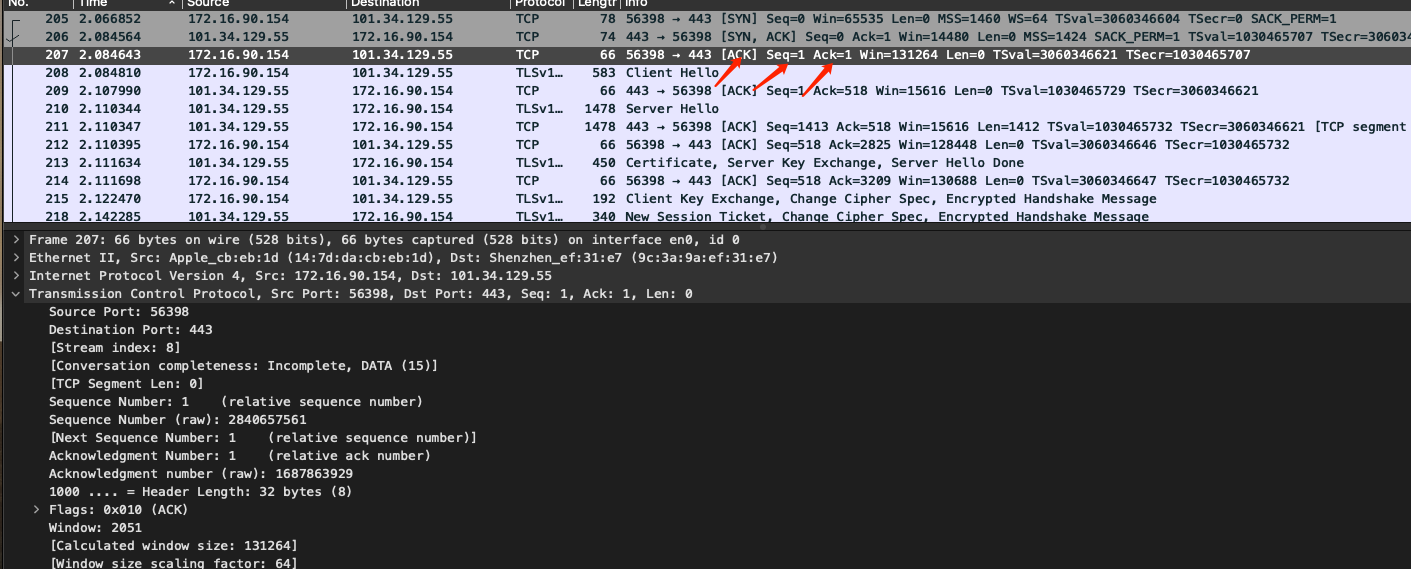 No. Time Source Destination Protocol Length Info
205 2.066852 172.16.90.154 101.34.129.55 TCP 78 56398 → 443 [SYN] Seq=0 Win=65535 Len=0 MSS=1460 WS=64 TSval=3060346604 TSecr=0 SACK_PERM=1
206 2.084564 101.34.129.55 172.16.90.154 TCP 74 443 → 56398 [SYN, ACK] Seq=0 Ack=1 Win=14480 Len=0 MSS=1424 SACK_PERM=1 TSval=1030465707 TSecr=30603
207 2.084643 172.16.90.154 101.34.129.55 TCP 66 56398 → 443 [ACK] Seq=1 Ack=1 Win=131264 Len=0 TSval=3060346621 TSecr=1030465707
208 2.084810 172.16.90.154 101.34.129.55 TLSv1… 583 Client Hello
209 2.107990 101.34.129.55 172.16.90.154 TCP 66 443 → 56398 [ACK] Seq=1 Ack=518 Win=15616 Len=0 TSval=1030465729 TSecr=3060346621
210 2.110344 101.34.129.55 172.16.90.154 TLSv1… 1478 Server Hello
211 2.110347 101.34.129.55 172.16.90.154 TCP 1478 443 → 56398 [ACK] Seq=1413 Ack=518 Win=15616 Len=1412 TSval=1030465732 TSecr=3060346621 [TCP segment
212 2.110395 172.16.90.154 101.34.129.55 TCP 66 56398 → 443 [ACK] Seq=518 Ack=2825 Win=128448 Len=0 TSval=3060346646 TSecr=1030465732
213 2.111634 101.34.129.55 172.16.90.154 TLSv1… 450 Certificate, Server Key Exchange, Server Hello Done
214 2.111698 172.16.90.154 101.34.129.55 TCP 66 56398 → 443 [ACK] Seq=518 Ack=3209 Win=130688 Len=0 TSval=3060346647 TSecr=1030465732
215 2.122470 172.16.90.154 101.34.129.55 TLSv1… 192 Client Key Exchange, Change Cipher Spec, Encrypted Handshake Message
218 2.142285 101.34.129.55 172.16.90.154 TLSv1… 340 New Session Ticket, Change Cipher Spec, Encrypted Handshake Message
Frame 207: 66 bytes on wire (528 bits), 66 bytes captured (528 bits) on interface en0, id 0
Ethernet II, Src: Apple_cb:eb:1d (14:7d:da:cb:eb:1d), Dst: Shenzhen_ef:31:e7 (9c:3a:9a:ef:31:e7)
Internet Protocol Version 4, Src: 172.16.90.154, Dst: 101.34.129.55
Transmission Control Protocol, Src Port: 56398, Dst Port: 443, Seq: 1, Ack: 1, Len: 0
Source Port: 56398
Destination Port: 443
[Stream index: 8]
[Conversation completeness: Incomplete, DATA (15)]
[TCP Segment Len: 0]
Sequence Number: 1 (relative sequence number)
Sequence Number (raw): 2840657561
[Next Sequence Number: 1 (relative sequence number)]
Acknowledgment Number: 1 (relative ack number)
Acknowledgment number (raw): 1687863929
1000 .... = Header Length: 32 bytes (8)
Flags: 0x010 (ACK)
Window: 2051
[Calculated window size: 131264]
[Window size scaling factor: 64]